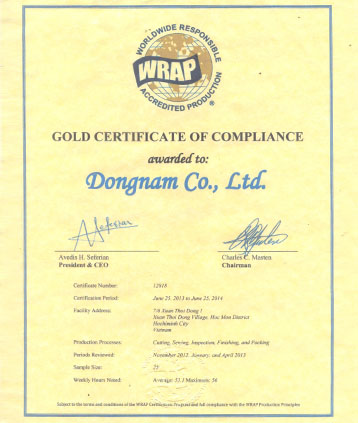 WORLDWIDE RESPONSIBLE
WRAP
ACCREDITED PRODUCTION
®
GOLD CERTIFICATE OF COMPLIANCE
awarded to:
Dongnam Co., Ltd.
Avedis H. Seferian
President & CEO
Charles C. Masten
Chairman
Certificate Number: 12918
Certification Period: June 25, 2013 to June 25, 2014
Facility Address: 7/6 Xuan Thoi Dong 1
Xuan Thoi Dong Village, Hoc Mon District
Hochiminh City
Vietnam
Production Processes: Cutting, Sewing, Inspection, Finishing, and Packing
Periods Reviewed: November 2012, January, and April 2013
Sample Size: 25
Weekly Hours Noted: Average: 53.3 Maximum: 56
Subject to the terms and conditions of the WRAP Certification Program and full compliance with the WRAP Production Principles